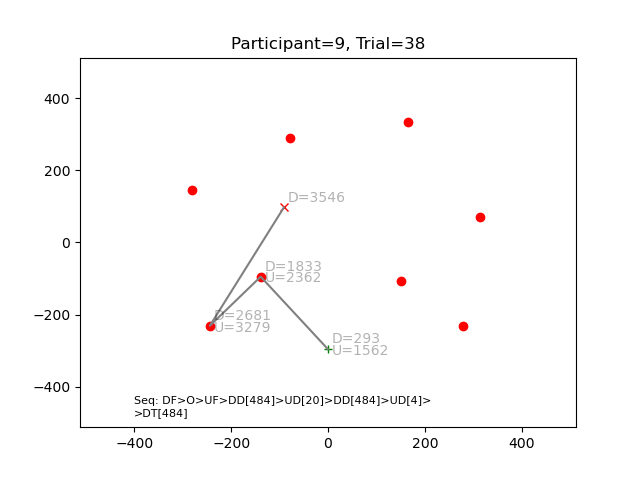 Participant=9, Trial=38
400
200
0
−200
−400
D=3546
D=1833
U=2362
D=2681
U=3279
D=293
U=1562
Seq: DF>O>UF>DD[484]>UD[20]>DD[484]>UD[4]>
>DT[484]
−400
−200
0
200
400